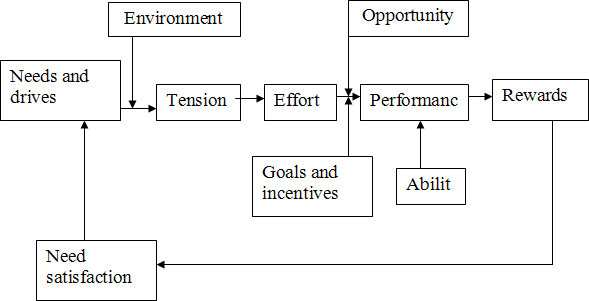 Environment
Opportunity
Needs and
drives
Tension
Effort
Performanc
Rewards
Goals and
incentives
Abilit
Need
satisfaction